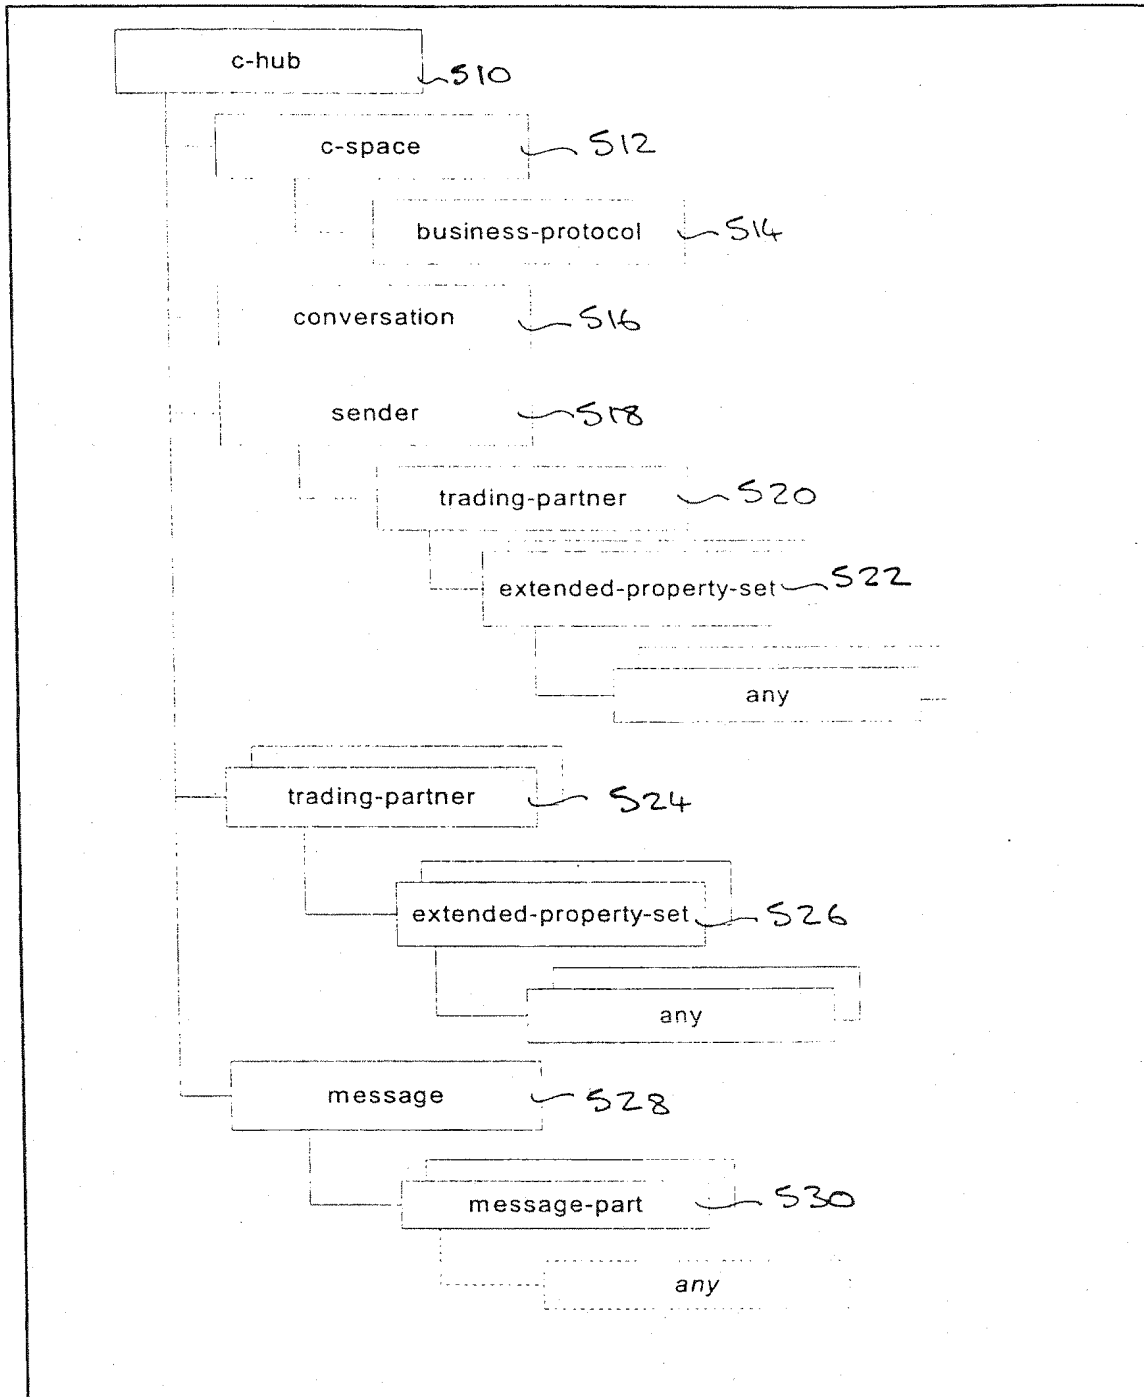 c-hub 510
c-space 512
business-protocol 514
conversation 516
sender 518
trading-partner 520
extended-property-set 522
any
trading-partner 524
extended-property-set 526
any
message 528
message-part 530
any